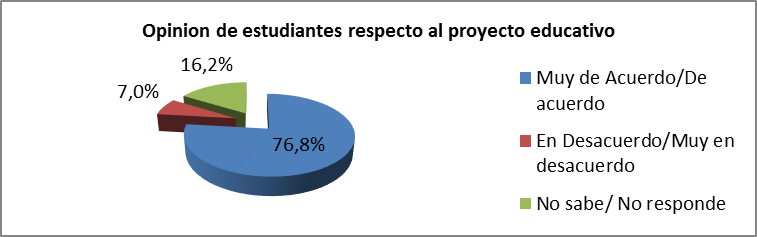 Opinion de estudiantes respecto al proyecto educativo
16,2%
7,0%
76,8%
Muy de Acuerdo/De
acuerdo
En Desacuerdo/Muy en
desacuerdo
No sabe/ No responde